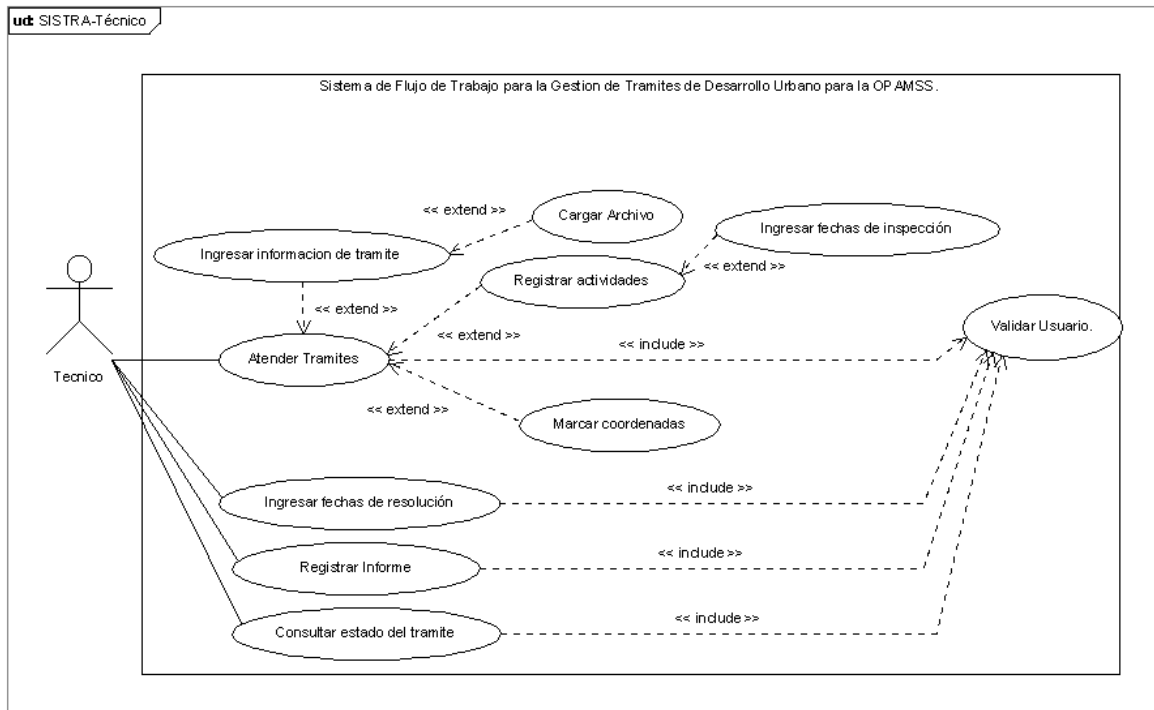 ud: SISTRA-Técnico
Sistema de Flujo de Trabajo para la Gestion de Tramites de Desarrollo Urbano para la OPAMSS.
<< extend >>
Cargar Archivo
Ingresar fechas de inspección
Ingresar informacion de tramite
<< extend >>
Registrar actividades
<< extend >>
<< extend >>
Validar Usuario.
<< include >>
Atender Tramites
Tecnico
<< extend >>
Marcar coordenadas
<< include >>
Ingresar fechas de resolución
<< include >>
Registrar Informe
<< include >>
Consultar estado del tramite